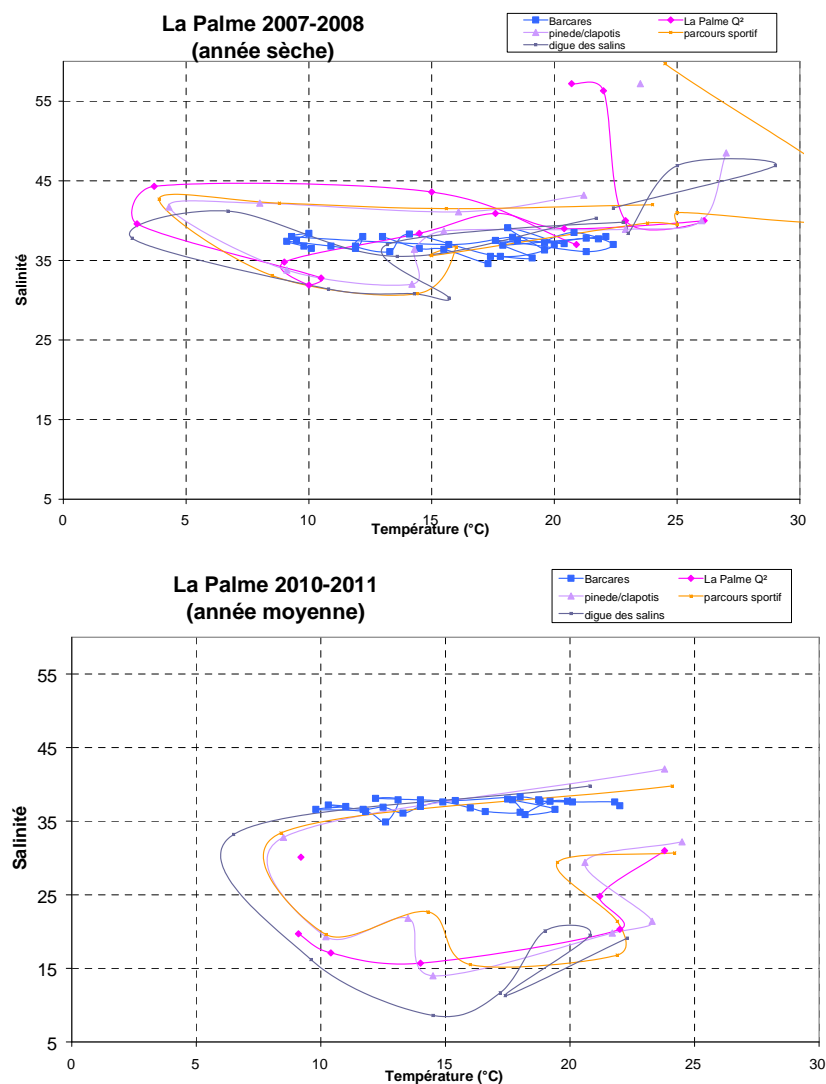 La Palme 2007-2008
(année sèche)
Barcares
La Palme Q²
pinede/clapotis
parcours sportif
digue des salins
55
45
35
25
15
5
Salinité
0 5 10 15 20 25 30
Température (°C)
La Palme 2010-2011
(année moyenne)
Barcares
La Palme Q²
pinede/clapotis
parcours sportif
digue des salins
55
45
35
25
15
5
Salinité
0 5 10 15 20 25 30
Température (°C)